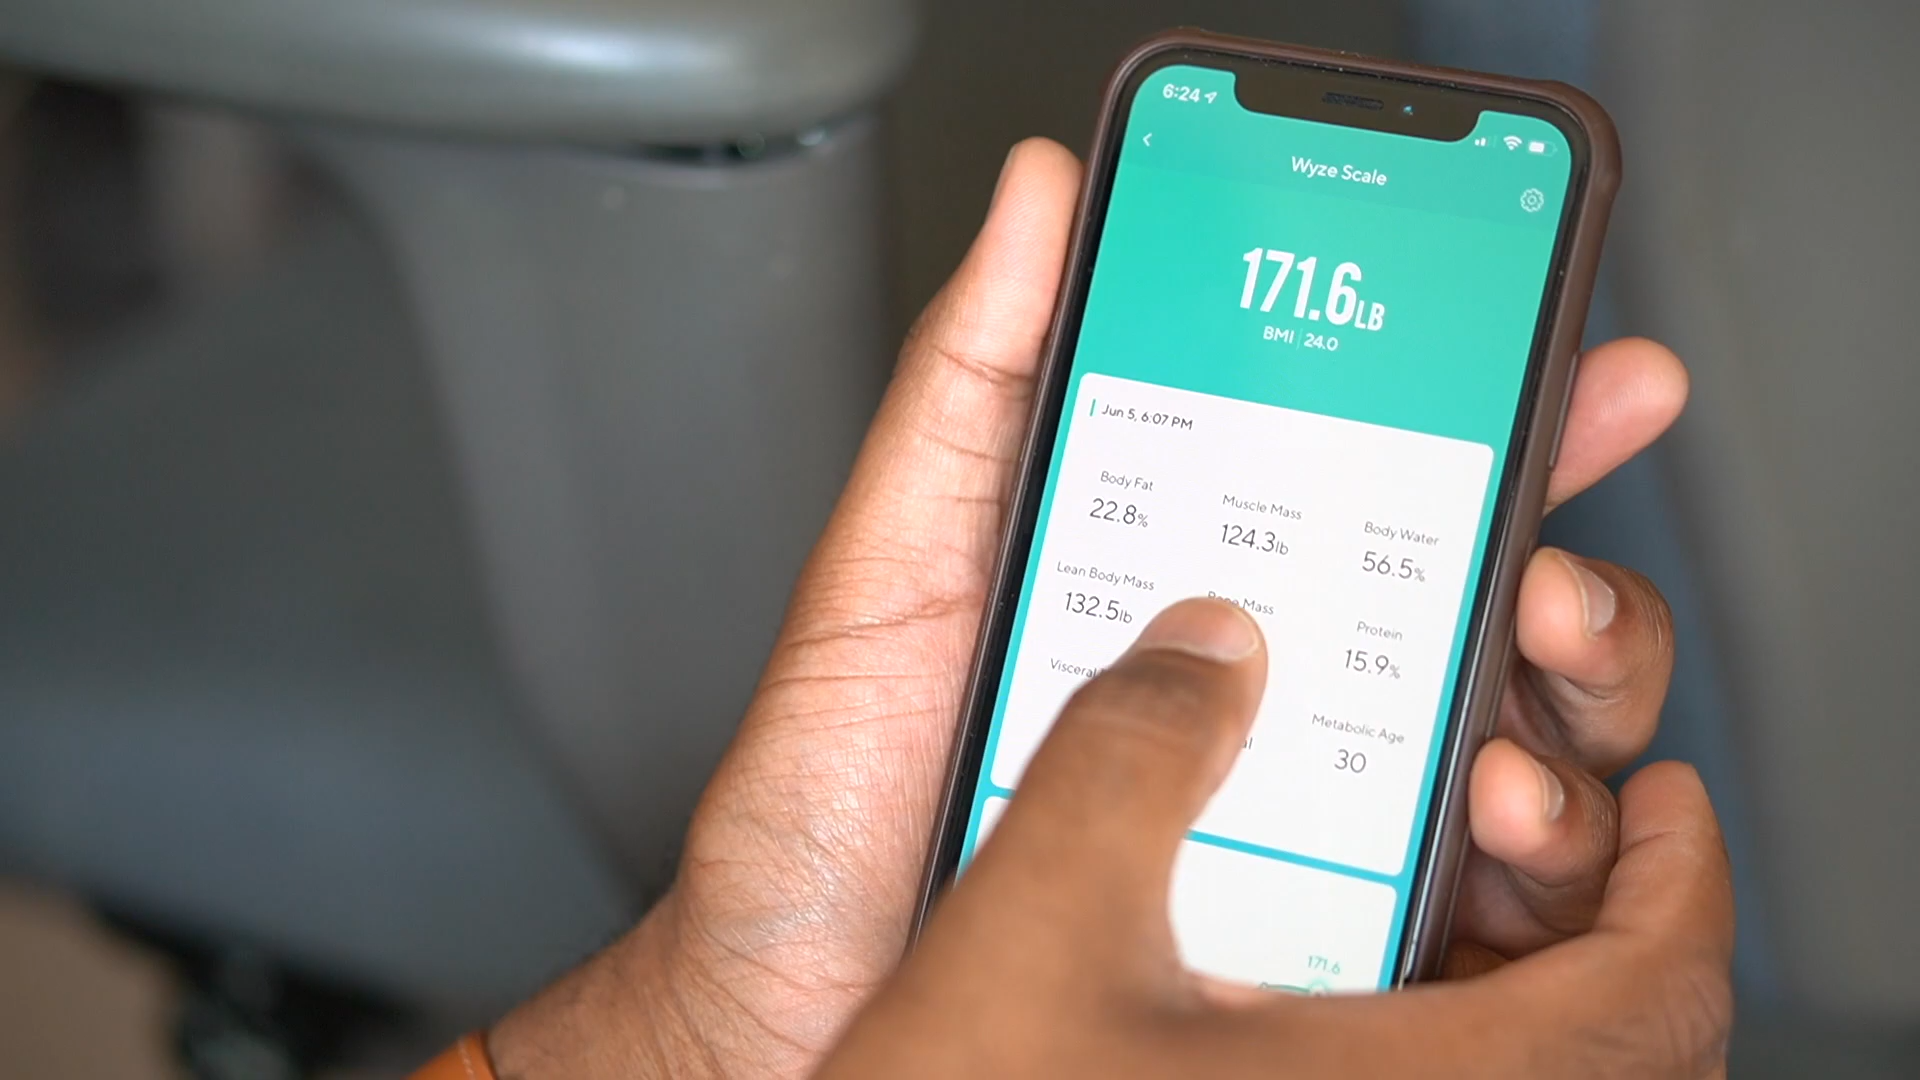 6:24
Wyze Scale
171.6LB
BMI | 24.0
Jun 5, 6:07 PM
Body Fat
22.8%
Muscle Mass
124.3lb
Body Water
56.5%
Lean Body Mass
132.5lb
Mass
Protein
15.9%
Visceral
Metabolic Age
30
171.6